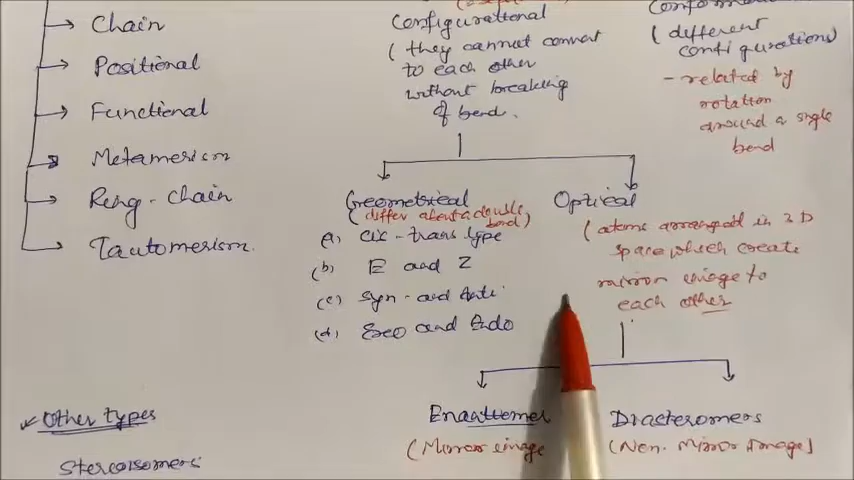 Chain
Positional
Functional
Metamerism
Ring - chain
Tautomerism.
Configurational
( they cannot convert
to each other
without breaking
of bond.
( different
configurations)
- related by
rotation
around a single
bond
Geometrical
( differ about a double
bond)
(a) cis - trans type
(b) E and Z
(c) Syn - and Anti
(d) Exo and Endo
Optical
( atoms arranged in 3D
space which create
mirror image to
each other
Enantiomer
(Mirror image
Diasteromers
(Non. Mirror Image)
Other types
Stereoisomers